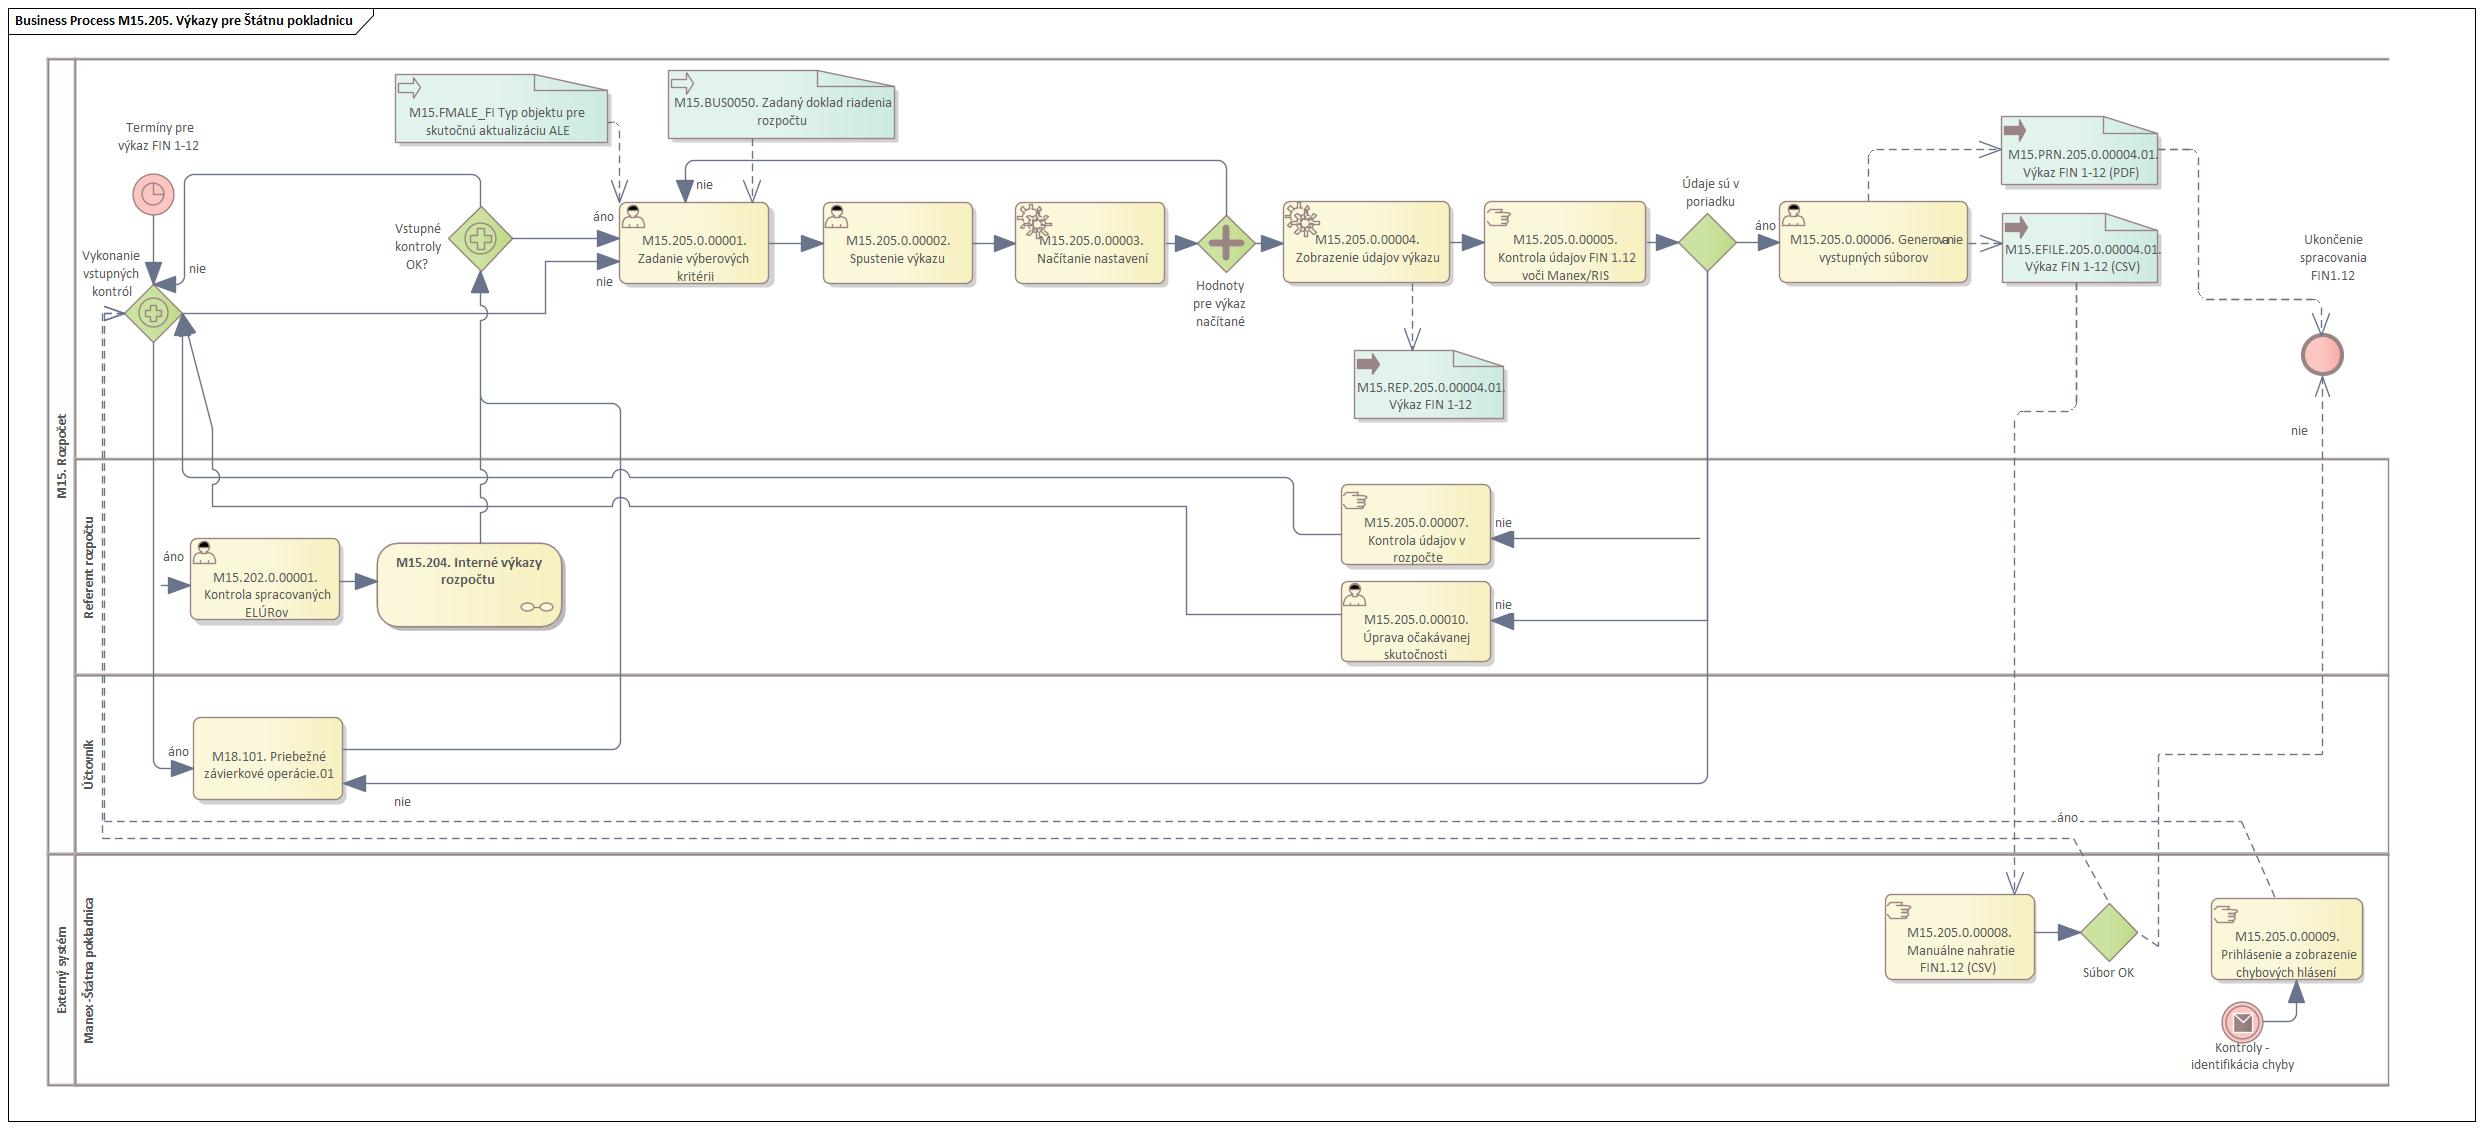 Business Process M15.205. Výkazy pre Štátnu pokladnicu
M15. Rozpočet
Termíny pre
výkaz FIN 1-12
Vykonanie
vstupných
kontról
nie
M15.FMALE_FI Typ objektu pre
skutočnú aktualizáciu ALE
M15.BUS0050. Zadaný doklad riadenia
rozpočtu
Vstupné
kontroly
OK?
áno
nie
nie
M15.205.0.00001.
Zadanie výberových
kritérii
M15.205.0.00002.
Spustenie výkazu
M15.205.0.00003.
Načítanie nastavení
Hodnoty
pre výkaz
načítané
M15.205.0.00004.
Zobrazenie údajov výkazu
M15.REP.205.0.00004.01.
Výkaz FIN 1-12
M15.205.0.00005.
Kontrola údajov FIN 1.12
voči Manex/RIS
Údaje sú v
poriadku
áno
M15.205.0.00006. Generovanie
vystupných súborov
M15.PRN.205.0.00004.01.
Výkaz FIN 1-12 (PDF)
M15.EFILE.205.0.00004.01.
Výkaz FIN 1-12 (CSV)
Ukončenie
spracovania
FIN1.12
nie
Referent rozpočtu
áno
M15.202.0.00001.
Kontrola spracovaných
ELÚRov
M15.204. Interné výkazy
rozpočtu
M15.205.0.00007.
Kontrola údajov v
rozpočte
nie
M15.205.0.00010.
Úprava očakávanej
skutočnosti
nie
Účtovník
áno
M18.101. Priebežné
závierkové operácie.01
nie
áno
Externý systém
Manex -Štátna pokladnica
M15.205.0.00008.
Manuálne nahratie
FIN1.12 (CSV)
Súbor OK
M15.205.0.00009.
Prihlásenie a zobrazenie
chybových hlásení
Kontroly -
identifikácia chyby